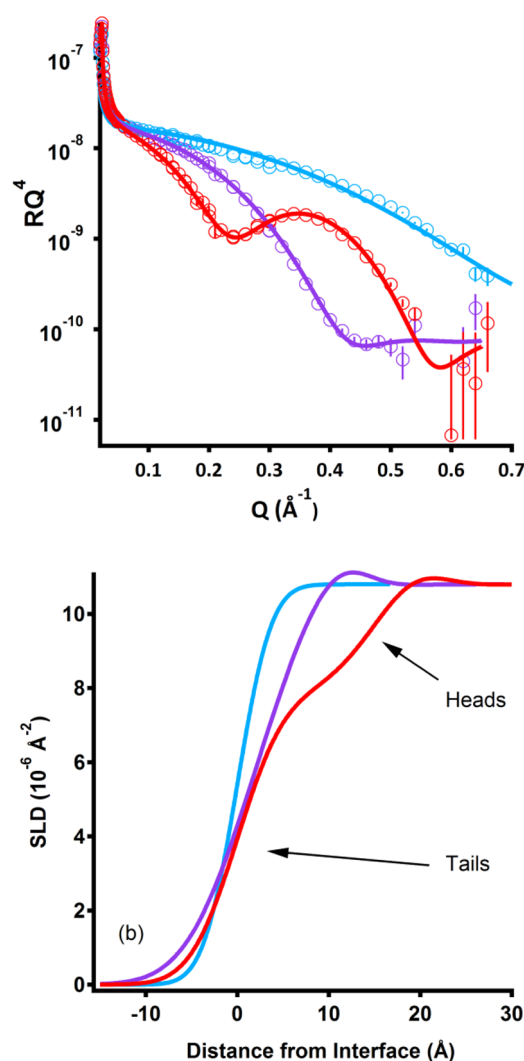 10⁻⁷
10⁻⁸
10⁻⁹
10⁻¹⁰
10⁻¹¹
RQ⁴
0.1 0.2 0.3 0.4 0.5 0.6 0.7
Q (Å⁻¹)
10
8
6
4
2
0
SLD (10⁻⁶ Å⁻²)
Heads
Tails
(b)
-10 0 10 20 30
Distance from Interface (Å)